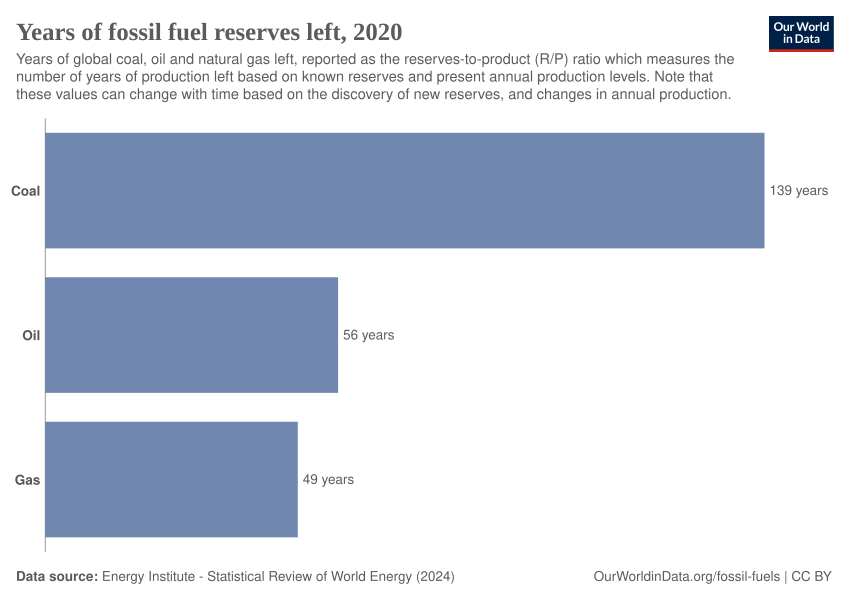 Years of fossil fuel reserves left, 2020
Our World
in Data
Years of global coal, oil and natural gas left, reported as the reserves-to-product (R/P) ratio which measures the
number of years of production left based on known reserves and present annual production levels. Note that
these values can change with time based on the discovery of new reserves, and changes in annual production.
Coal
139 years
Oil
56 years
Gas
49 years
Data source: Energy Institute - Statistical Review of World Energy (2024)
OurWorldinData.org/fossil-fuels | CC BY